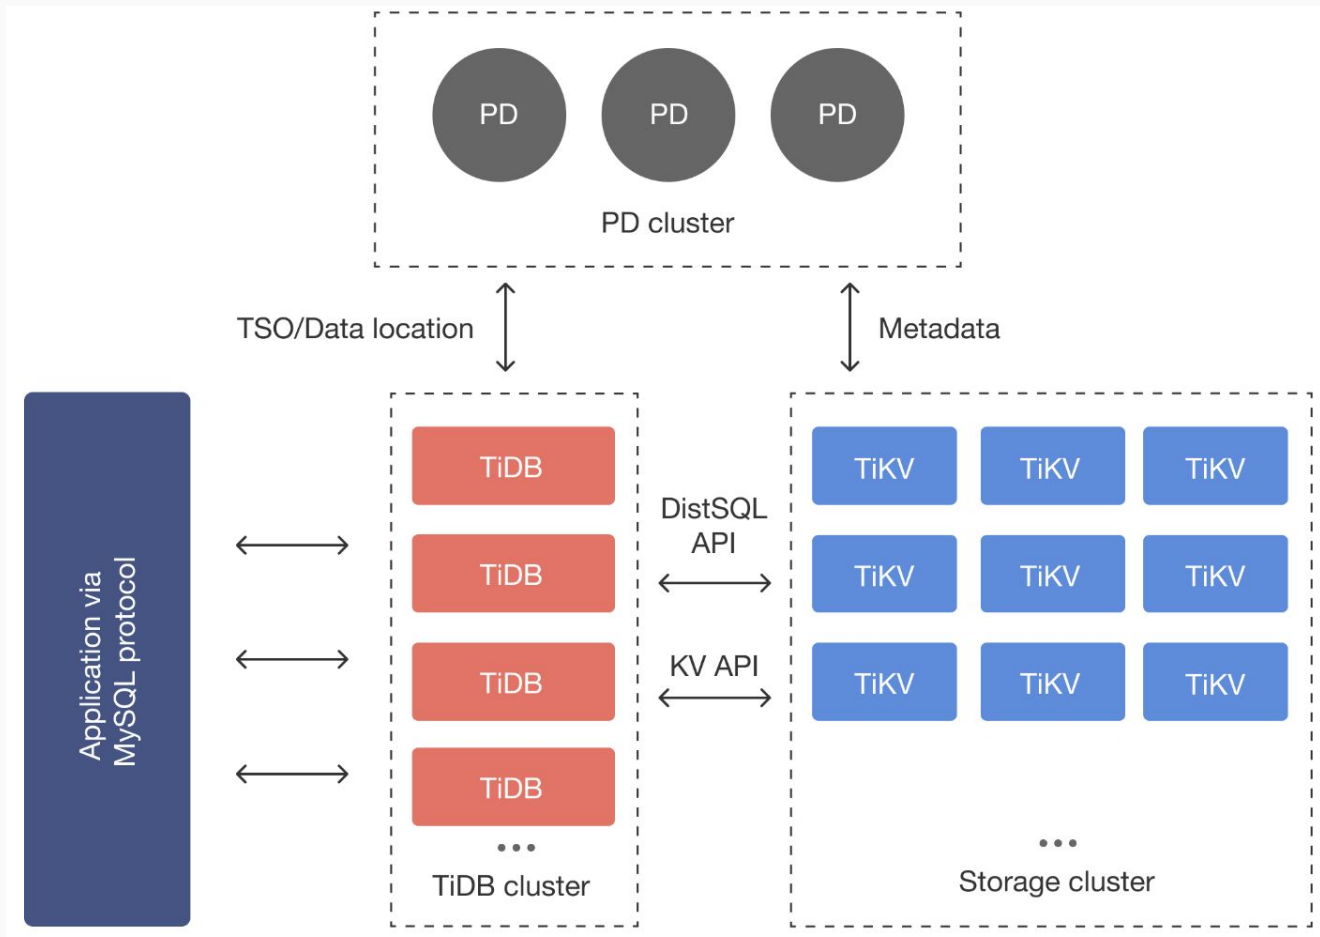 PD
PD
PD
PD cluster
TSO/Data location
Metadata
Application via
MySQL protocol
TiDB
TiDB
TiDB
TiDB
...
TiDB cluster
DistSQL
API
KV API
TiKV
TiKV
TiKV
TiKV
TiKV
TiKV
TiKV
TiKV
TiKV
...
Storage cluster